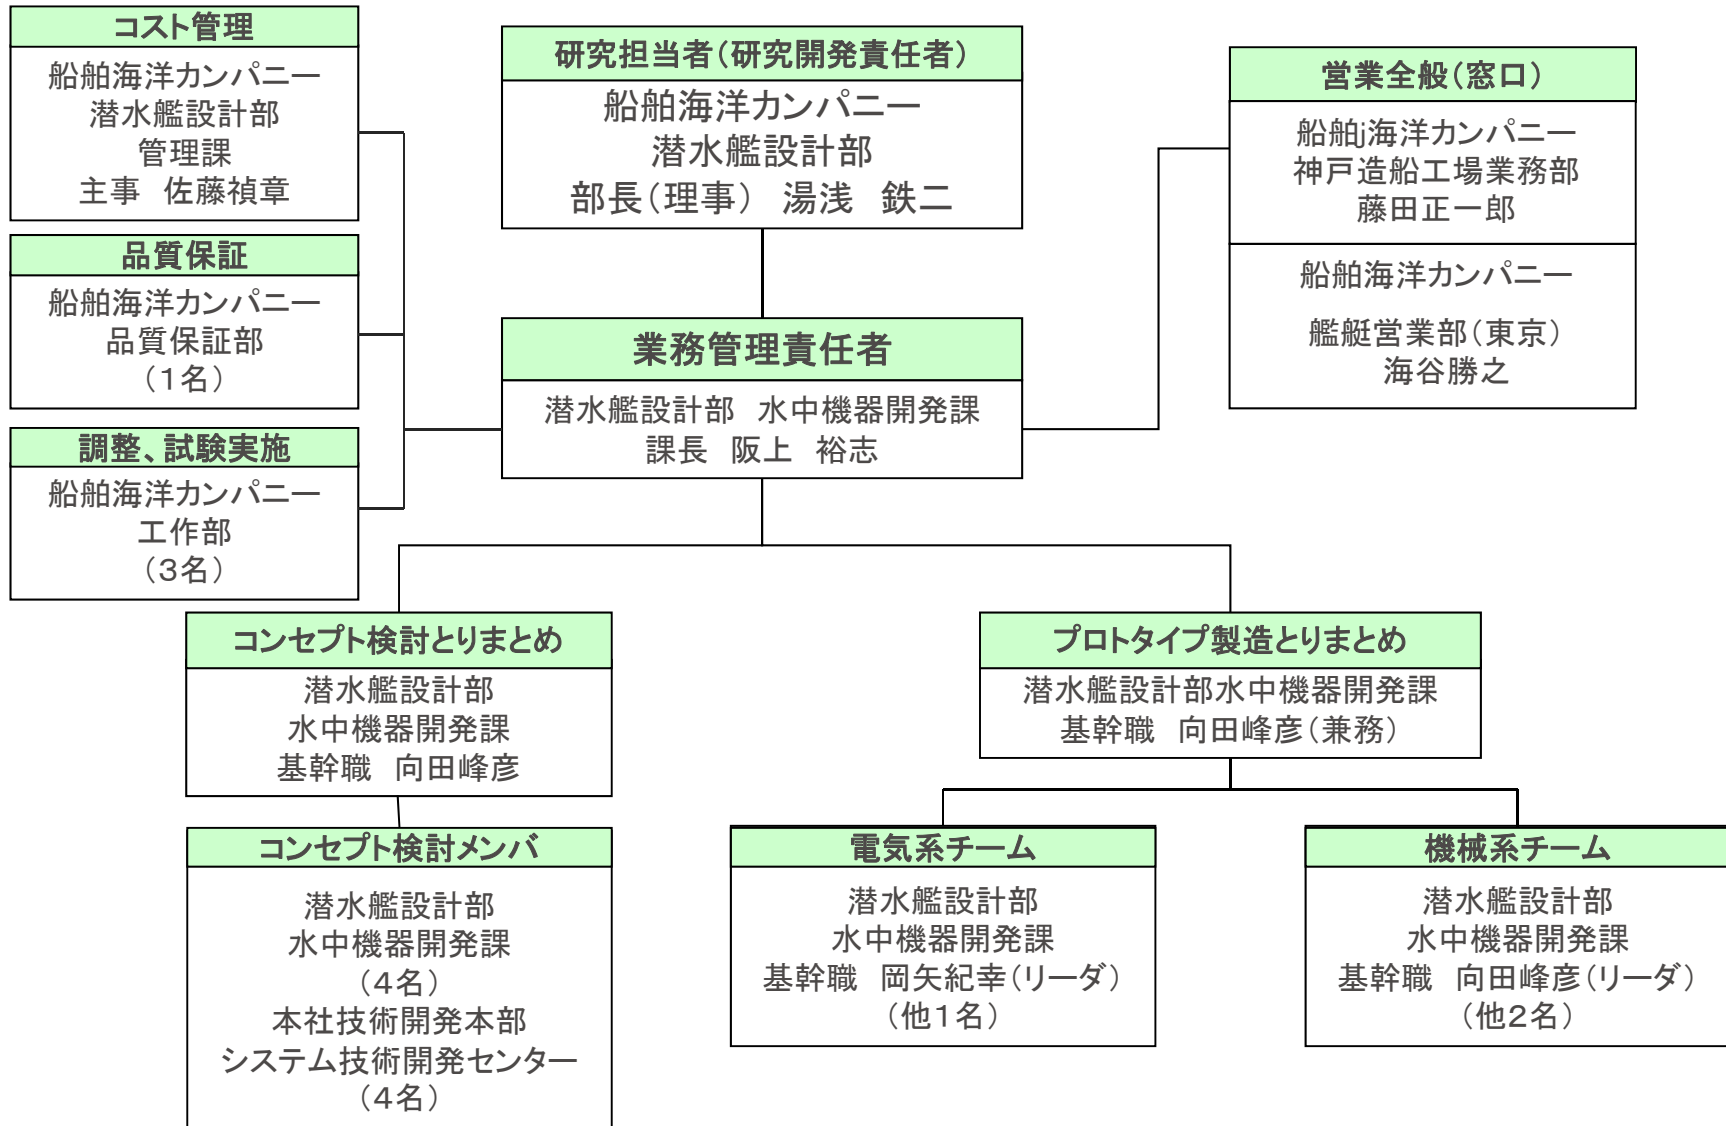 コスト管理
船舶海洋カンパニー
潜水艦設計部
管理課
主事　佐藤禎章
品質保証
船舶海洋カンパニー
品質保証部
（1名）
調整、試験実施
船舶海洋カンパニー
工作部
（3名）
研究担当者（研究開発責任者）
船舶海洋カンパニー
潜水艦設計部
部長（理事）　湯浅　鉄二
営業全般（窓口）
船舶j海洋カンパニー
神戸造船工場業務部
藤田正一郎
船舶海洋カンパニー
艦艇営業部（東京）
海谷勝之
業務管理責任者
潜水艦設計部　水中機器開発課
課長　阪上　裕志
コンセプト検討とりまとめ
潜水艦設計部
水中機器開発課
基幹職　向田峰彦
プロトタイプ製造とりまとめ
潜水艦設計部水中機器開発課
基幹職　向田峰彦（兼務）
コンセプト検討メンバ
潜水艦設計部
水中機器開発課
（4名）
本社技術開発本部
システム技術開発センター
（4名）
電気系チーム
潜水艦設計部
水中機器開発課
基幹職　岡矢紀幸（リーダ）
（他1名）
機械系チーム
潜水艦設計部
水中機器開発課
基幹職　向田峰彦（リーダ）
（他2名）